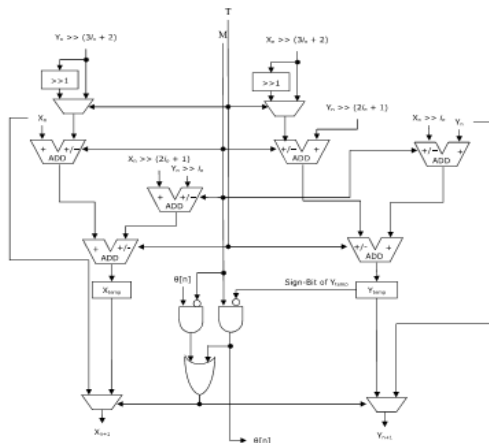 T
M
Yₙ >> (3lₙ + 2)
Xₙ >> (3lₙ + 2)
>>1
>>1
Yₙ >> (2lₙ + 1)
Xₙ
Xₙ >> lₙ
Yₙ
+ +/−
ADD
+/− +
ADD
+/− +
ADD
Xₙ >> (2lₙ + 1)
Yₙ >> lₙ
+ +/−
ADD
+ +/-
ADD
+/- +
ADD
Xtemp
θ[n]
Sign-Bit of Ytemp
Ytemp
Xₙ₊₁
θ[n]
Yₙ₊₁